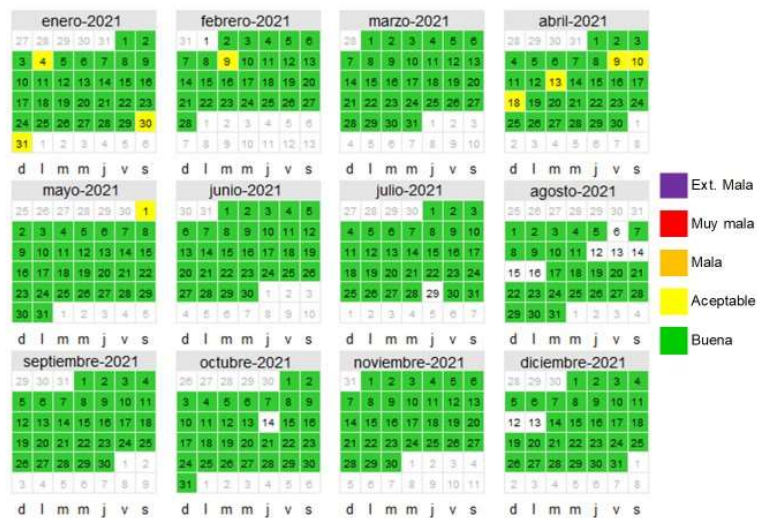 enero-2021
27 28 29 30 31 1 2
3 4 5 6 7 8 9
10 11 12 13 14 15 16
17 18 19 20 21 22 23
24 25 26 27 28 29 30
31 1 2 3 4 5 6
d l m m j v s
febrero-2021
31 1 2 3 4 5 6
7 8 9 10 11 12 13
14 15 16 17 18 19 20
21 22 23 24 25 26 27
28 1 2 3 4 5 6
7 8 9 10 11 12 13
d l m m j v s
marzo-2021
28 1 2 3 4 5 6
7 8 9 10 11 12 13
14 15 16 17 18 19 20
21 22 23 24 25 26 27
28 29 30 31 1 2 3
4 5 6 7 8 9 10
d l m m j v s
abril-2021
28 29 30 31 1 2 3
4 5 6 7 8 9 10
11 12 13 14 15 16 17
18 19 20 21 22 23 24
25 26 27 28 29 30 1
2 3 4 5 6 7 8
d l m m j v s
mayo-2021
25 26 27 28 29 30 1
2 3 4 5 6 7 8
9 10 11 12 13 14 15
16 17 18 19 20 21 22
23 24 25 26 27 28 29
30 31 1 2 3 4 5
d l m m j v s
junio-2021
30 31 1 2 3 4 5
6 7 8 9 10 11 12
13 14 15 16 17 18 19
20 21 22 23 24 25 26
27 28 29 30 1 2 3
4 5 6 7 8 9 10
d l m m j v s
julio-2021
27 28 29 30 1 2 3
4 5 6 7 8 9 10
11 12 13 14 15 16 17
18 19 20 21 22 23 24
25 26 27 28 29 30 31
1 2 3 4 5 6 7
d l m m j v s
agosto-2021
25 26 27 28 29 30 31
1 2 3 4 5 6 7
8 9 10 11 12 13 14
15 16 17 18 19 20 21
22 23 24 25 26 27 28
29 30 31 1 2 3 4
d l m m j v s
septiembre-2021
29 30 31 1 2 3 4
5 6 7 8 9 10 11
12 13 14 15 16 17 18
19 20 21 22 23 24 25
26 27 28 29 30 1 2
3 4 5 6 7 8 9
d l m m j v s
octubre-2021
26 27 28 29 30 1 2
3 4 5 6 7 8 9
10 11 12 13 14 15 16
17 18 19 20 21 22 23
24 25 26 27 28 29 30
31 1 2 3 4 5 6
d l m m j v s
noviembre-2021
31 1 2 3 4 5 6
7 8 9 10 11 12 13
14 15 16 17 18 19 20
21 22 23 24 25 26 27
28 29 30 1 2 3 4
5 6 7 8 9 10 11
d l m m j v s
diciembre-2021
28 29 30 1 2 3 4
5 6 7 8 9 10 11
12 13 14 15 16 17 18
19 20 21 22 23 24 25
26 27 28 29 30 31 1
2 3 4 5 6 7 8
d l m m j v s
Ext. Mala
Muy mala
Mala
Aceptable
Buena